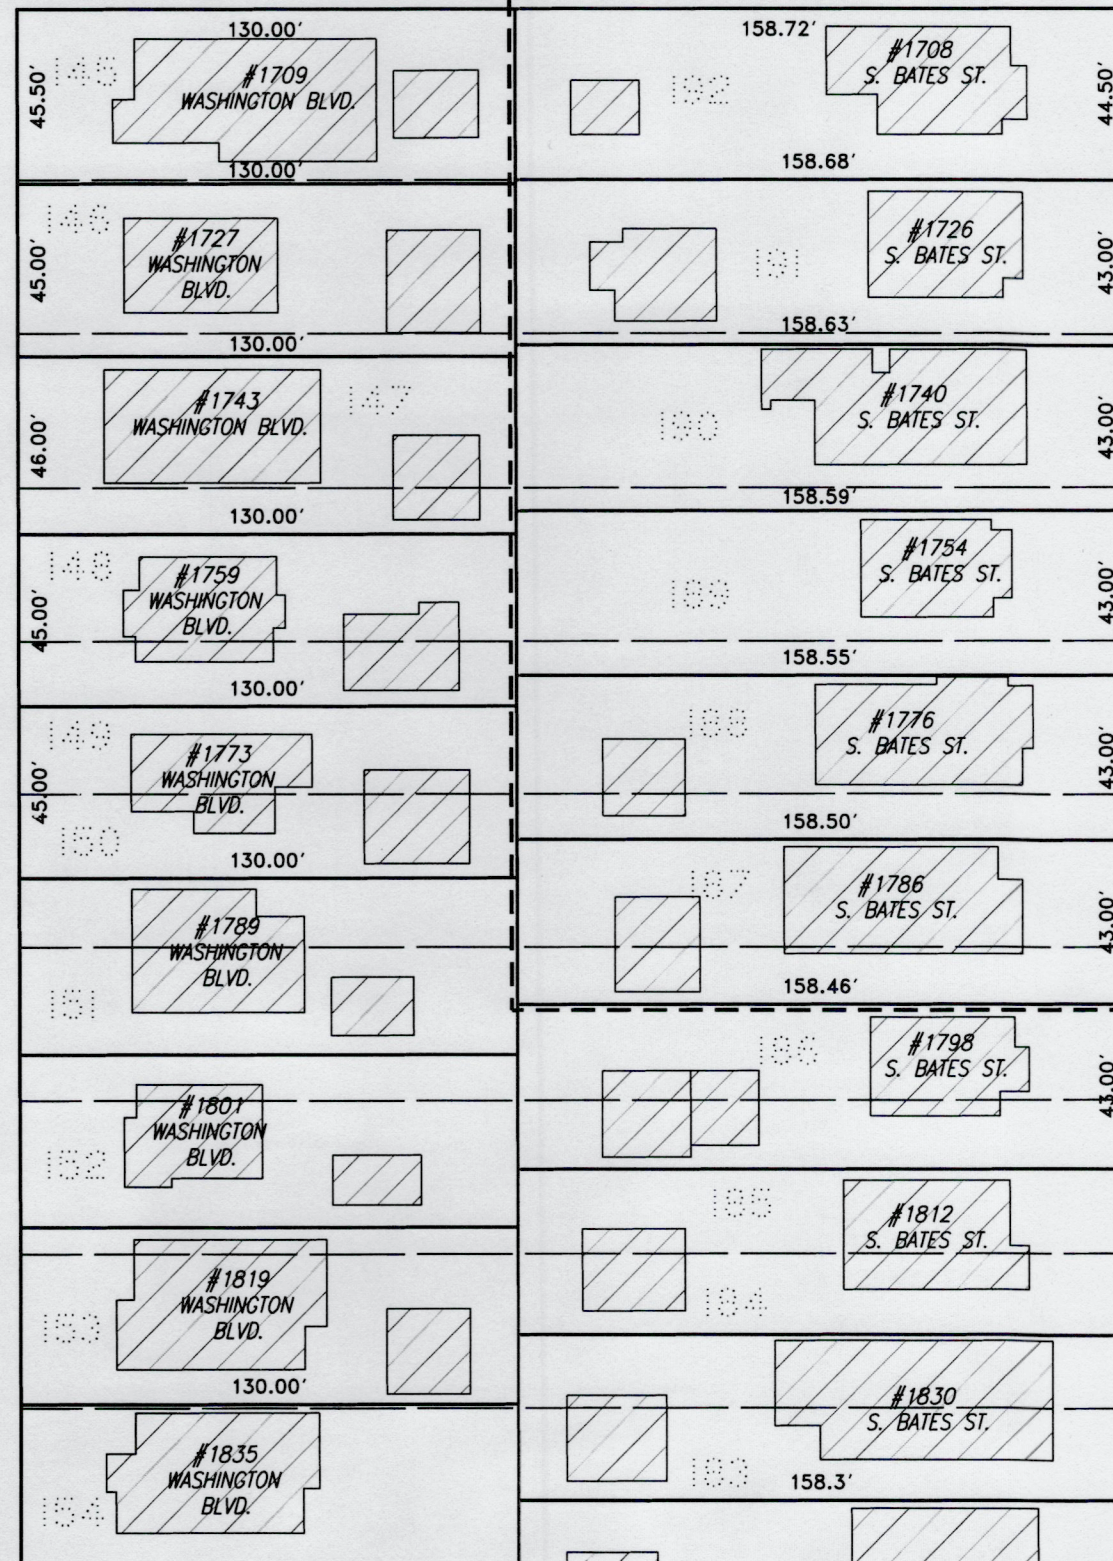 130.00'
145
#1709
WASHINGTON BLVD.
45.50'
130.00'
146
#1727
WASHINGTON
BLVD.
45.00'
130.00'
#1743
WASHINGTON BLVD.
147
46.00'
130.00'
148
#1759
WASHINGTON
BLVD.
45.00'
130.00'
149
#1773
WASHINGTON
BLVD.
45.00'
150
130.00'
#1789
WASHINGTON
BLVD.
151
#1801
WASHINGTON
BLVD.
152
#1819
WASHINGTON
BLVD.
153
130.00'
#1835
WASHINGTON
BLVD.
154
158.72'
#1708
S. BATES ST.
192
44.50'
158.68'
#1726
S. BATES ST.
191
43.00'
158.63'
#1740
S. BATES ST.
190
43.00'
158.59'
#1754
S. BATES ST.
189
43.00'
158.55'
188
#1776
S. BATES ST.
43.00'
158.50'
187
#1786
S. BATES ST.
43.00'
158.46'
186
#1798
S. BATES ST.
43.00'
185
#1812
S. BATES ST.
184
#1830
S. BATES ST.
183
158.3'